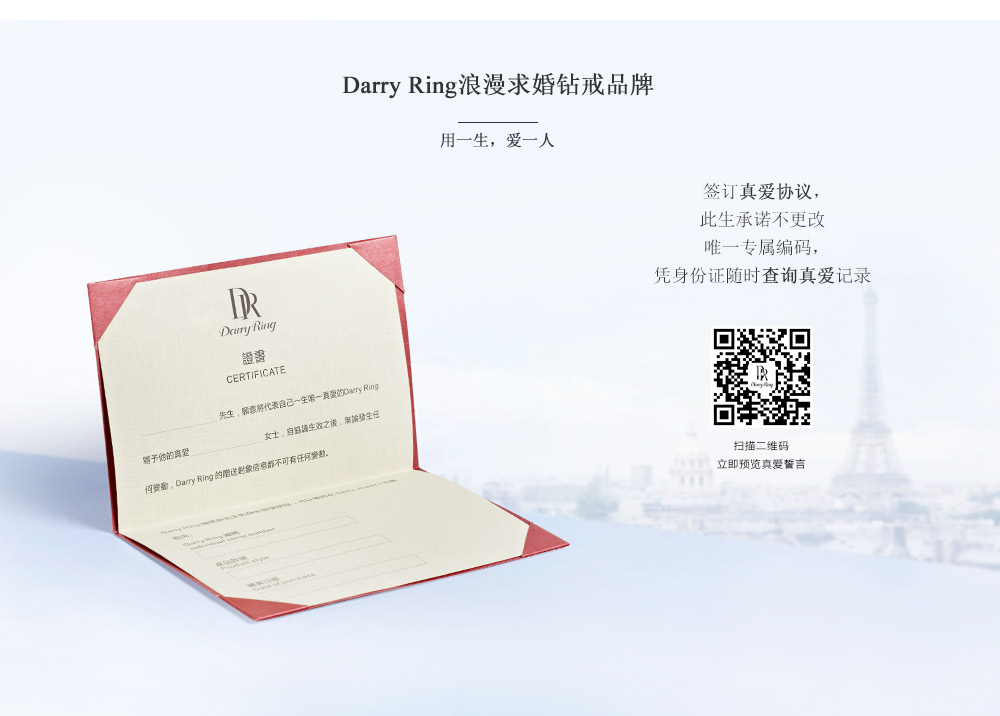 Darry Ring浪漫求婚钻戒品牌
用一生，爱一人
签订真爱协议，
此生承诺不更改
唯一专属编码，
凭身份证随时查询真爱记录
DR
Darry Ring
證書
CERTIFICATE
先生，願意將代表自己一生唯一真愛的Darry Ring
贈予他的真愛 女士，自協議生效之後，無論發生任
何變動，Darry Ring 的贈送對象信息都不可有任何變動。
Darry Ring 編碼
Individual serial number
產品款號
Product style
購買日期
Date of purchase
DR
Darry Ring
扫描二维码
立即预览真爱誓言